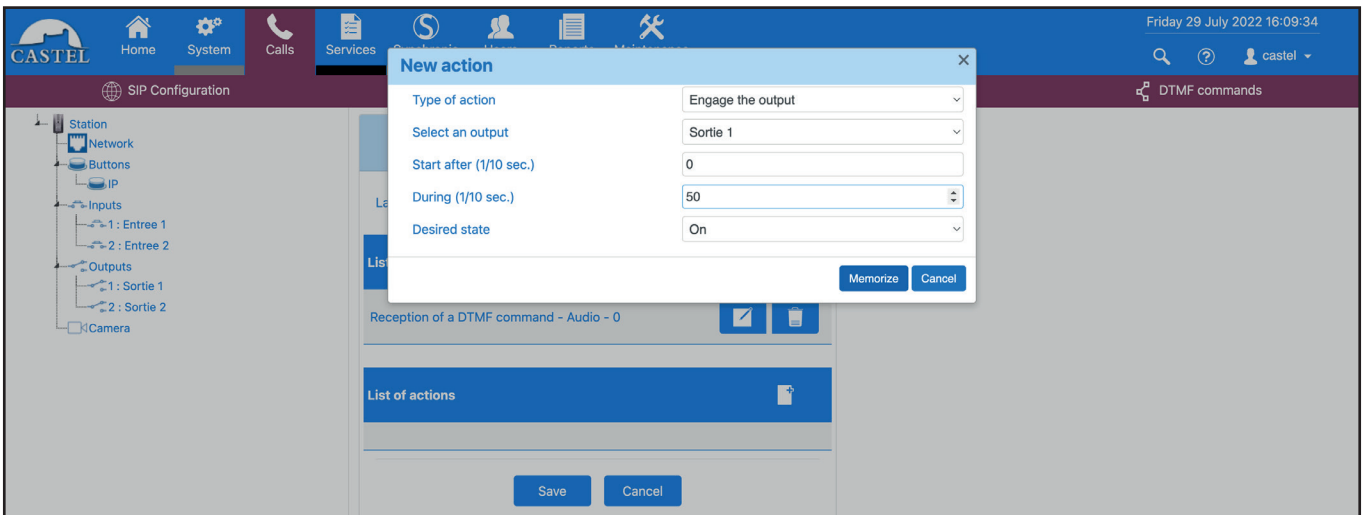 Friday 29 July 2022 16:09:34
CASTEL
Home
System
Calls
Services
castel
SIP Configuration
DTMF commands
Station
Network
Buttons
IP
Inputs
1 : Entree 1
2 : Entree 2
Outputs
1 : Sortie 1
2 : Sortie 2
Camera
New action
×
Type of action Engage the output
Select an output Sortie 1
Start after (1/10 sec.) 0
During (1/10 sec.) 50
Desired state On
Memorize Cancel
La
List
Reception of a DTMF command - Audio - 0
List of actions
Save Cancel